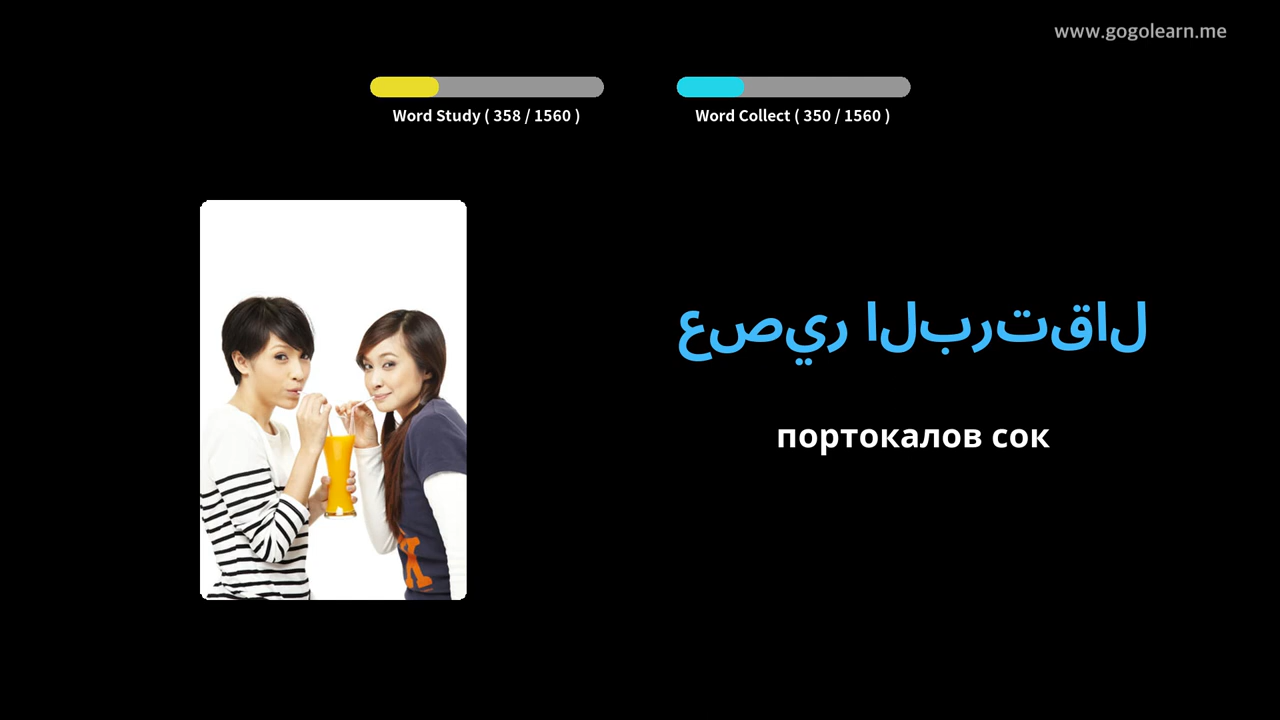 www.gogolearn.me
Word Study ( 358 / 1560 )
Word Collect ( 350 / 1560 )
عصير البرتقال
портокалов сок